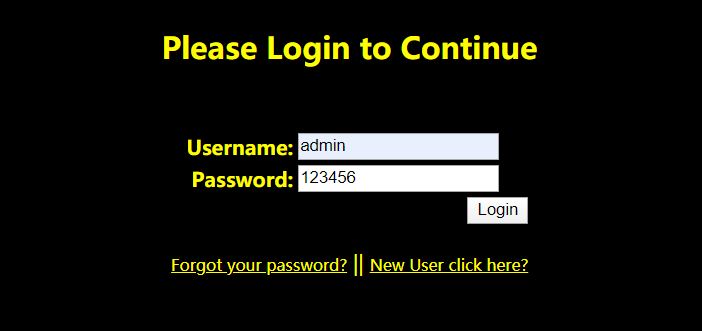 Please Login to Continue
Username: admin
Password: 123456
Login
Forgot your password? || New User click here?